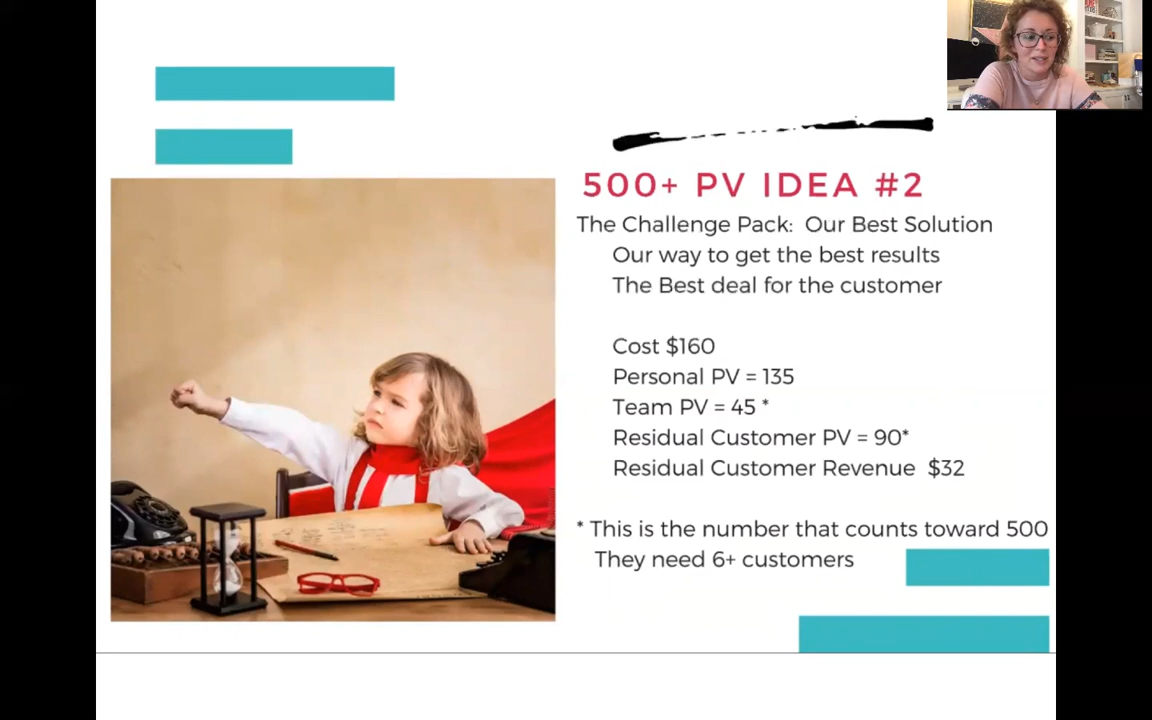 500+ PV IDEA #2
The Challenge Pack:  Our Best Solution
Our way to get the best results
The Best deal for the customer
Cost $160
Personal PV = 135
Team PV = 45 *
Residual Customer PV = 90*
Residual Customer Revenue  $32
* This is the number that counts toward 500
They need 6+ customers